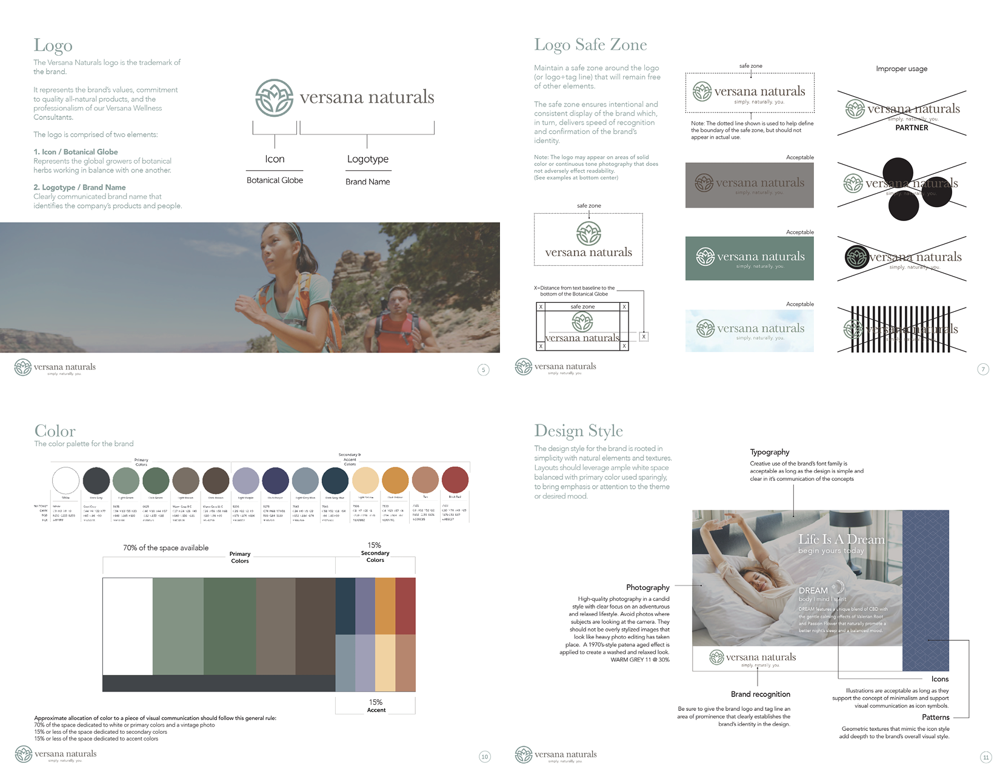 Logo
The Versana Naturals logo is the trademark of
the brand.
It represents the brand's values, commitment
to quality all-natural products, and the
professionalism of our Versana Wellness
Consultants.
The logo is comprised of two elements:
1. Icon / Botanical Globe
Represents the global growers of botanical
herbs working in balance with one another.
2. Logotype / Brand Name
Clearly communicated brand name that
identifies the company's products and people.
versana naturals
Icon
Botanical Globe
Logotype
Brand Name
versana naturals
simply. naturally. you.
5
Logo Safe Zone
Maintain a safe zone around the logo
(or logo+tag line) that will remain free
of other elements.
The safe zone ensures intentional and
consistent display of the brand which,
in turn, delivers speed of recognition
and confirmation of the brand's
identity.
Note: The logo may appear on areas of solid
color or continuous tone photography that does
not adversely effect readability.
(See examples at bottom center)
safe zone
versana naturals
X=Distance from text baseline to the
bottom of the Botanical Globe
X
safe zone
X
versana naturals
X
X
X
safe zone
versana naturals
simply. naturally. you.
Note: The dotted line shown is used to help define
the boundary of the safe zone, but should not
appear in actual use.
Acceptable
versana naturals
simply. naturally. you.
Acceptable
versana naturals
simply. naturally. you.
Acceptable
versana naturals
simply. naturally. you.
Improper usage
versana naturals
simply. naturally. you.
PARTNER
versana naturals
simply. naturally. you.
versana naturals
simply. naturally. you.
versana naturals
versana naturals
simply. naturally. you.
7
Color
The color palette for the brand
Primary
Colors
Secondary &
Accent
Colors
White
Dark Grey
Light Green
Dark Green
Light Brown
Dark Brown
Light Purple
Dark Purple
Light Grey Blue
Dark Grey Blue
Light Yellow
Dark Yellow
Tan
Brick Red
70% of the space available
Primary
Colors
15%
Secondary
Colors
15%
Accent
Approximate allocation of color to a piece of visual communication should follow this general rule:
70% of the space dedicated to white or primary colors and a vintage photo
15% or less of the space dedicated to secondary colors
15% or less of the space dedicated to accent colors
versana naturals
simply. naturally. you.
10
Design Style
The design style for the brand is rooted in
simplicity with natural elements and textures.
Layouts should leverage ample white space
balanced with primary color used sparingly,
to bring emphasis or attention to the theme
or desired mood.
Typography
Creative use of the brand's font family is
acceptable as long as the design is simple and
clear in it's communication of the concepts
Photography
High-quality photography in a candid
style with clear focus on an adventurous
and relaxed lifestyle. Avoid photos where
subjects are looking at the camera. They
should not be overly stylized images that
look like heavy photo editing has taken
place. A 1970's-style patena aged effect is
applied to create a washed and relaxed look.
WARM GREY 11 @ 30%
Life Is A Dream
begin yours today
DREAM
body | mind | spirit
DREAM features a unique blend of CBD with
the gentle calming effects of Valerian Root
and Passion Flower that naturally promote a
better night's sleep and a balanced mood.
versana naturals
simply. naturally. you.
Brand recognition
Be sure to give the brand logo and tag line an
area of prominence that clearly establishes the
brand's identity in the design.
Icons
Illustrations are acceptable as long as they
support the concept of minimalism and support
visual communication as icon symbols.
Patterns
Geometric textures that mimic the icon style
add deepth to the brand's overall visual style.
versana naturals
simply. naturally. you.
11